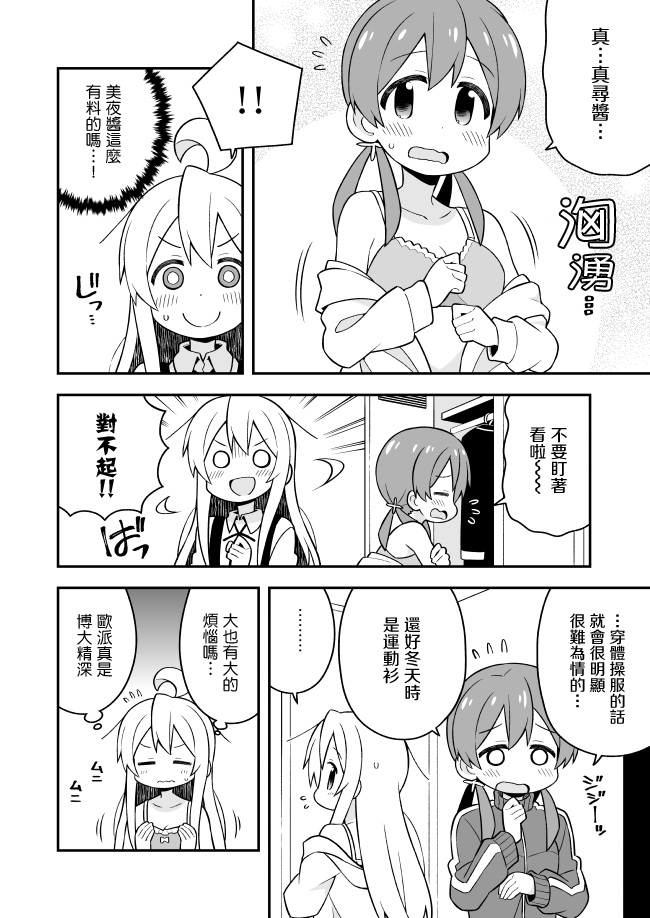 真…真尋醬…
洶湧…
!!
美夜醬這麼
有料的嗎…！
じっ…
不要盯著
看啦～～
對不起!!
ばっ
…穿體操服的話
就會很明顯
很難為情的…
ジジー…
還好冬天時
是運動衫
………
大也有大的
煩惱嗎…
歐派真是
博大精深
ムニ
ムニ